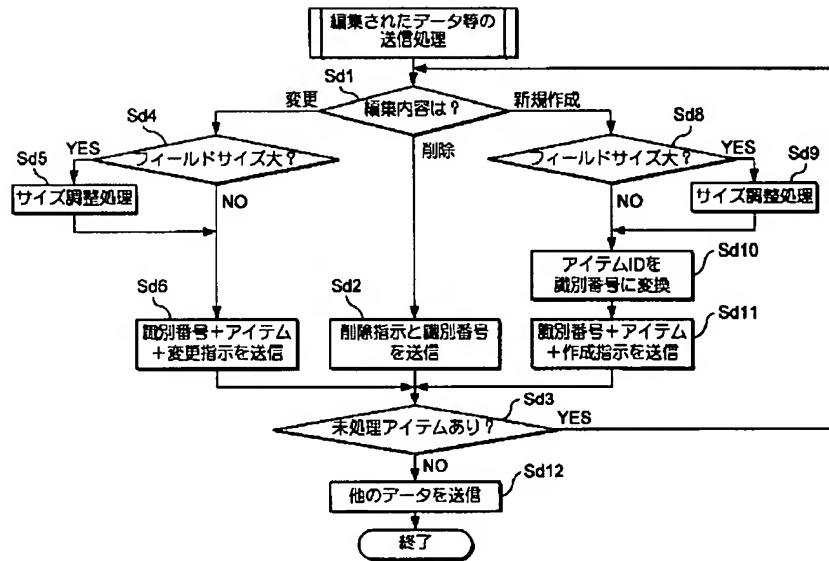 編集されたデータ等の
送信処理
Sd1
編集内容は?
変更
新規作成
削除
Sd4
フィールドサイズ大?
YES
NO
Sd5
サイズ調整処理
Sd8
フィールドサイズ大?
YES
NO
Sd9
サイズ調整処理
Sd10
アイテムIDを
識別番号に変換
Sd6
識別番号+アイテム
+変更指示を送信
Sd2
削除指示と識別番号
を送信
Sd11
識別番号+アイテム
+作成指示を送信
Sd3
未処理アイテムあり?
YES
NO
Sd12
他のデータを送信
終了